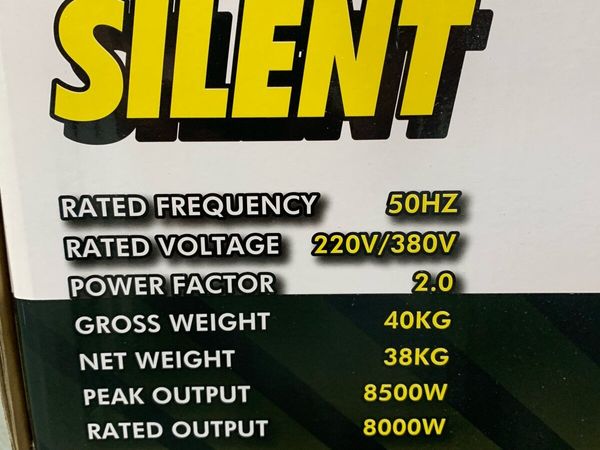 SILENT
RATED FREQUENCY 50HZ
RATED VOLTAGE 220V/380V
POWER FACTOR 2.0
GROSS WEIGHT 40KG
NET WEIGHT 38KG
PEAK OUTPUT 8500W
RATED OUTPUT 8000W